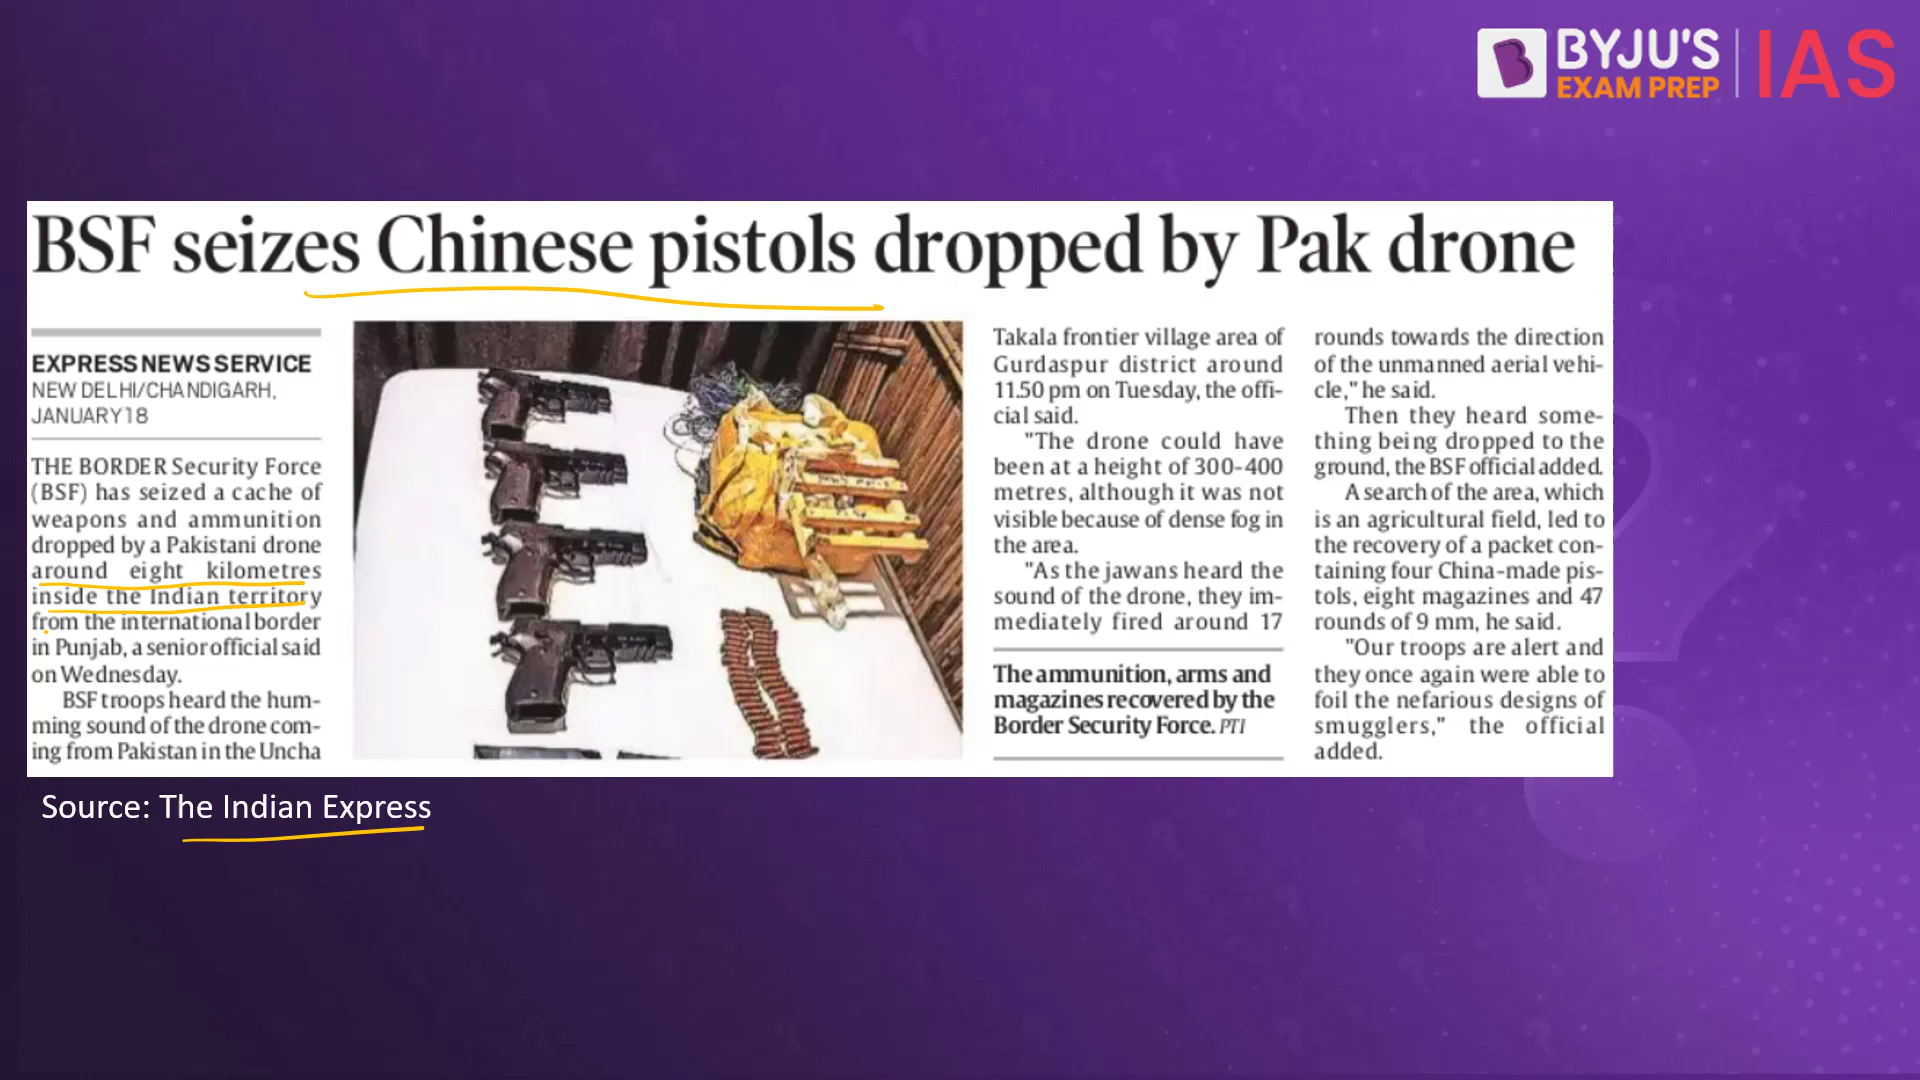 BYJU'S
EXAM PREP
IAS
BSF seizes Chinese pistols dropped by Pak drone
EXPRESS NEWS SERVICE
NEW DELHI/CHANDIGARH,
JANUARY 18
THE BORDER Security Force
(BSF) has seized a cache of
weapons and ammunition
dropped by a Pakistani drone
around eight kilometres
inside the Indian territory
from the international border
in Punjab, a senior official said
on Wednesday.
BSF troops heard the hum-
ming sound of the drone com-
ing from Pakistan in the Uncha
Takala frontier village area of
Gurdaspur district around
11.50 pm on Tuesday, the offi-
cial said.
"The drone could have
been at a height of 300-400
metres, although it was not
visible because of dense fog in
the area.
"As the jawans heard the
sound of the drone, they im-
mediately fired around 17
The ammunition, arms and
magazines recovered by the
Border Security Force. PTI
rounds towards the direction
of the unmanned aerial vehi-
cle," he said.
Then they heard some-
thing being dropped to the
ground, the BSF official added.
A search of the area, which
is an agricultural field, led to
the recovery of a packet con-
taining four China-made pis-
tols, eight magazines and 47
rounds of 9 mm, he said.
"Our troops are alert and
they once again were able to
foil the nefarious designs of
smugglers," the official
added.
Source: The Indian Express